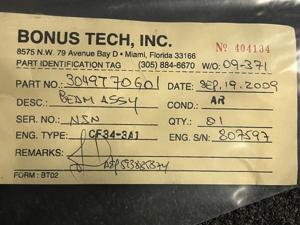 BONUS TECH, INC.
8575 N.W. 79 Avenue Bay D • Miami, Florida 33166
Nº 404134
PART IDENTIFICATION TAG (305) 884-6670 W/O: 09-371
PART NO.: 3049T70G01 DATE: SEP, 19, 2009
DESC.: BEAM ASSY COND.: AR
SER. NO.: NSN QTY.: 01
ENG. TYPE: CF34-3A1 ENG. S/N: 807597
REMARKS:
FORM : BT02